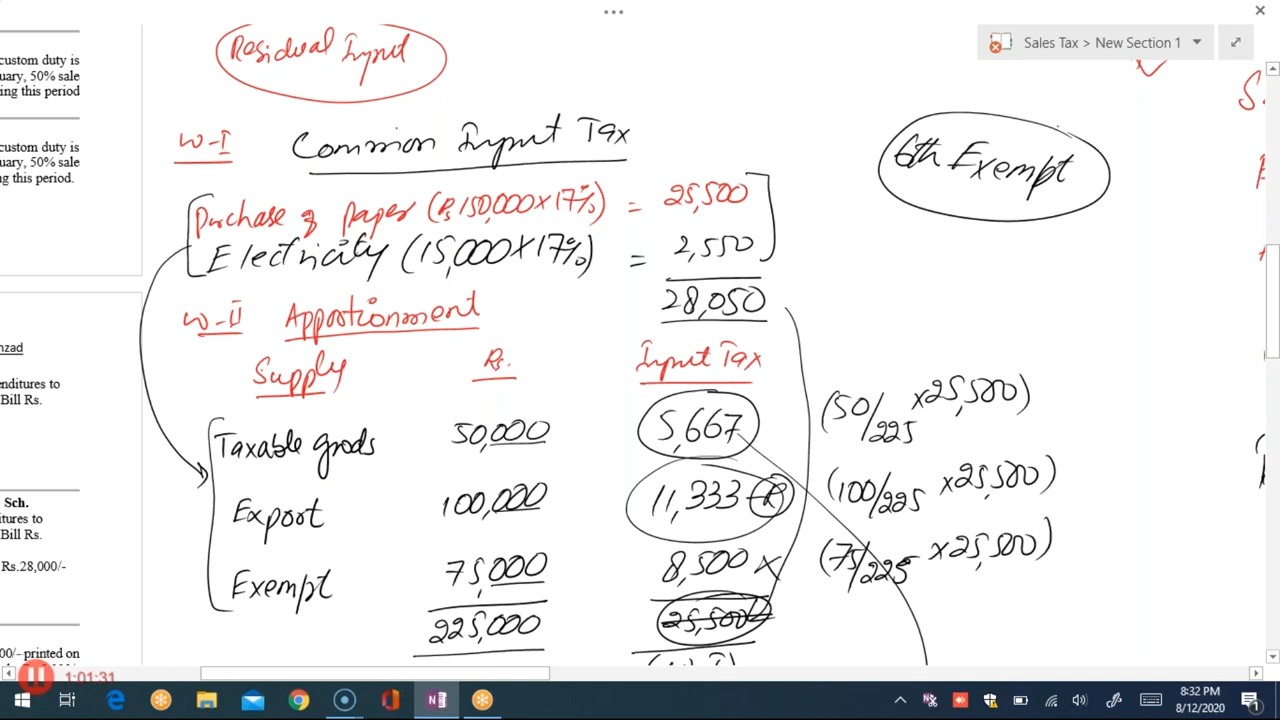 custom duty is
uary, 50% sale
ing this period
custom duty is
uary, 50% sale
ng this period.
nzad
enditures to
Bill Rs.
Sch.
itures to
Bill Rs.
Rs.28,000/-
00/- printed on
Sales Tax > New Section 1
Residual Input
W-I Common Input Tax
6th Exempt
Purchase of paper (Rs150,000×17%) = 25,500
Electricity (15,000×17%) = 2,550
28,050
W-II Apportionment
Supply Rs. Input Tax
Taxable goods 50,000 5,667 (50/225 ×25,500)
Export 100,000 11,333 – R (100/225 ×25,500)
Exempt 75,000 8,500 × (75/225 ×25,500)
225,000 25,500
1:01:31
8:32 PM
8/12/2020